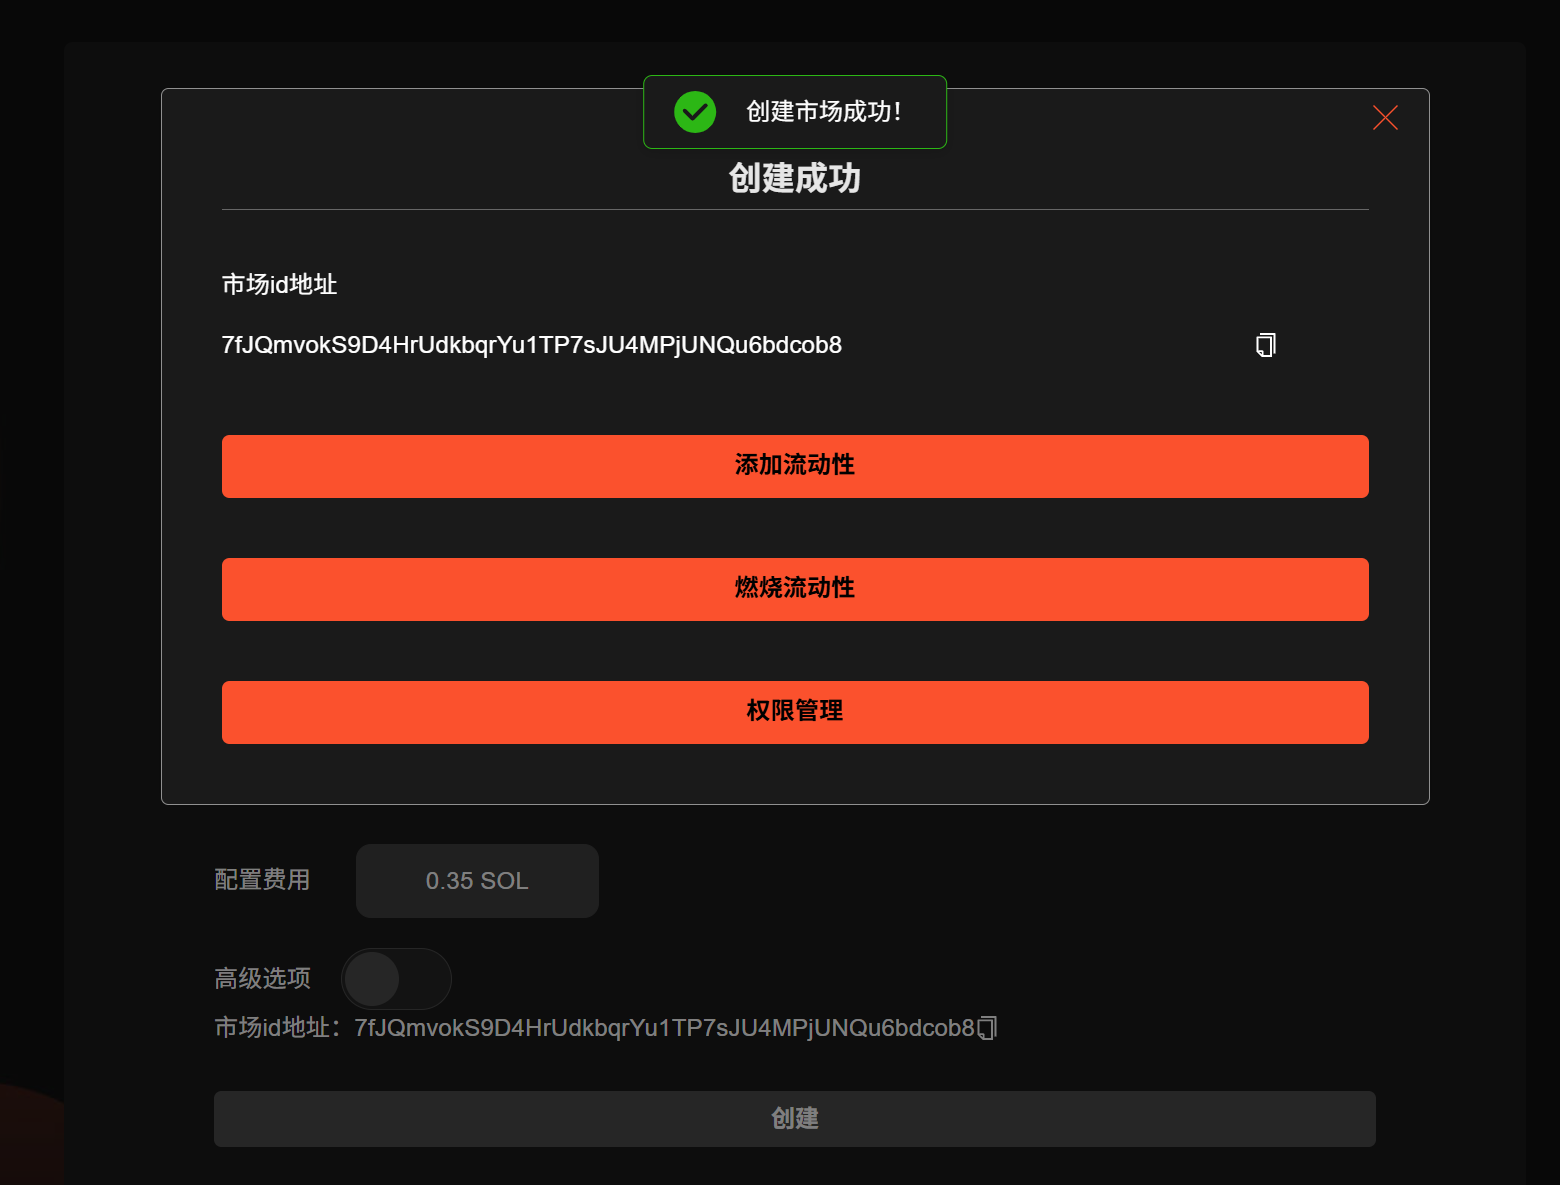 创建市场成功！
创建成功
市场id地址
7fJQmvokS9D4HrUdkbqrYu1TP7sJU4MPjUNQu6bdcob8
添加流动性
燃烧流动性
权限管理
配置费用
0.35 SOL
高级选项
市场id地址：7fJQmvokS9D4HrUdkbqrYu1TP7sJU4MPjUNQu6bdcob8
创建